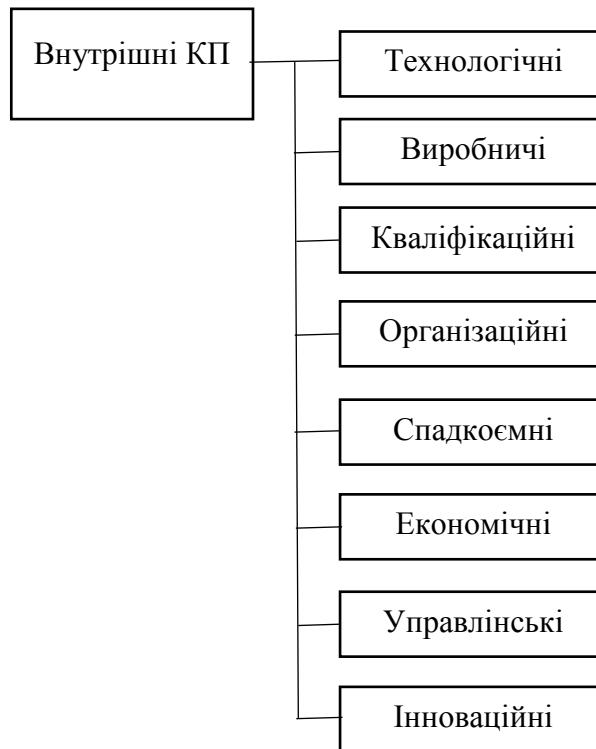 Внутрішні КП
Технологічні
Виробничі
Кваліфікаційні
Організаційні
Спадкоємні
Економічні
Управлінські
Інноваційні